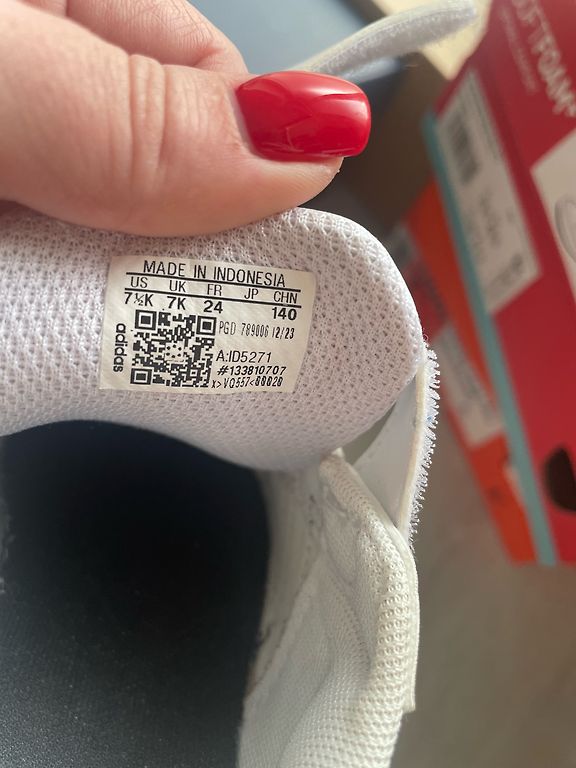 MADE IN INDONESIA
US UK FR JP CHN
7½K 7K 24 140
PGD 789006 12/23
A:ID5271
#133810707
adidas
SOFTFOAM